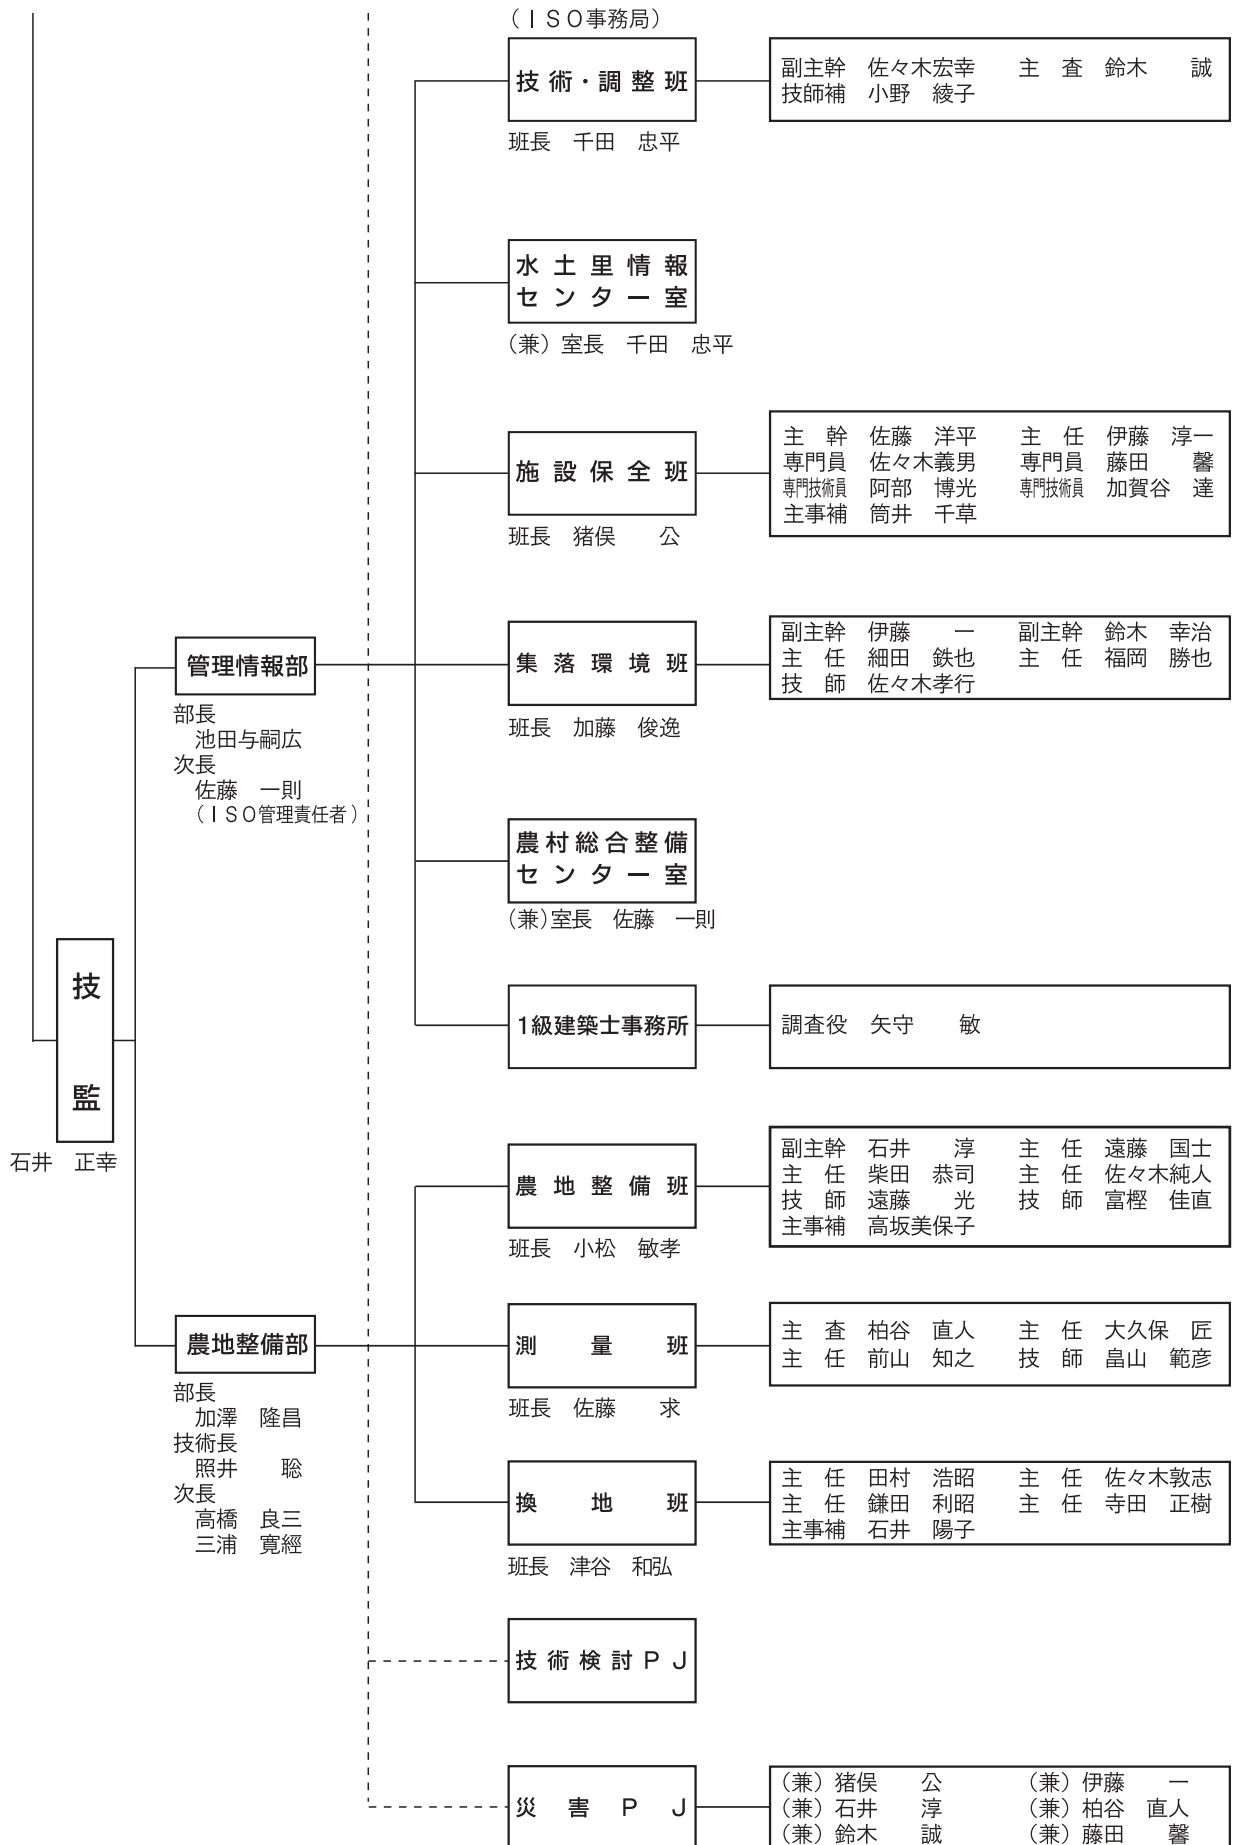 （ＩＳＯ事務局）
技術・調整班
班長　千田　忠平
副主幹　佐々木宏幸　　主　査　鈴木　　誠
技師補　小野　綾子
水土里情報
センター室
（兼）室長　千田　忠平
施設保全班
班長　猪俣　　公
主　幹　佐藤　洋平　　主　任　伊藤　淳一
専門員　佐々木義男　　専門員　藤田　　馨
専門技術員　阿部　博光　　専門技術員　加賀谷　達
主事補　筒井　千草
管理情報部
部長
池田与嗣広
次長
佐藤　一則
（ＩＳＯ管理責任者）
集落環境班
班長　加藤　俊逸
副主幹　伊藤　　一　　副主幹　鈴木　幸治
主　任　細田　鉄也　　主　任　福岡　勝也
技　師　佐々木孝行
農村総合整備
センター室
（兼）室長　佐藤　一則
1級建築士事務所
調査役　矢守　　敏
技
監
石井　正幸
農地整備班
班長　小松　敏孝
副主幹　石井　　淳　　主　任　遠藤　国士
主　任　柴田　恭司　　主　任　佐々木純人
技　師　遠藤　　光　　技　師　富樫　佳直
主事補　高坂美保子
農地整備部
部長
加澤　隆昌
技術長
照井　　聡
次長
高橋　良三
三浦　寛經
測量班
班長　佐藤　　求
主　査　柏谷　直人　　主　任　大久保　匠
主　任　前山　知之　　技　師　畠山　範彦
換地班
班長　津谷　和弘
主　任　田村　浩昭　　主　任　佐々木敦志
主　任　鎌田　利昭　　主　任　寺田　正樹
主事補　石井　陽子
技術検討ＰＪ
災害ＰＪ
（兼）猪俣　　公　　（兼）伊藤　　一
（兼）石井　　淳　　（兼）柏谷　直人
（兼）鈴木　　誠　　（兼）藤田　　馨